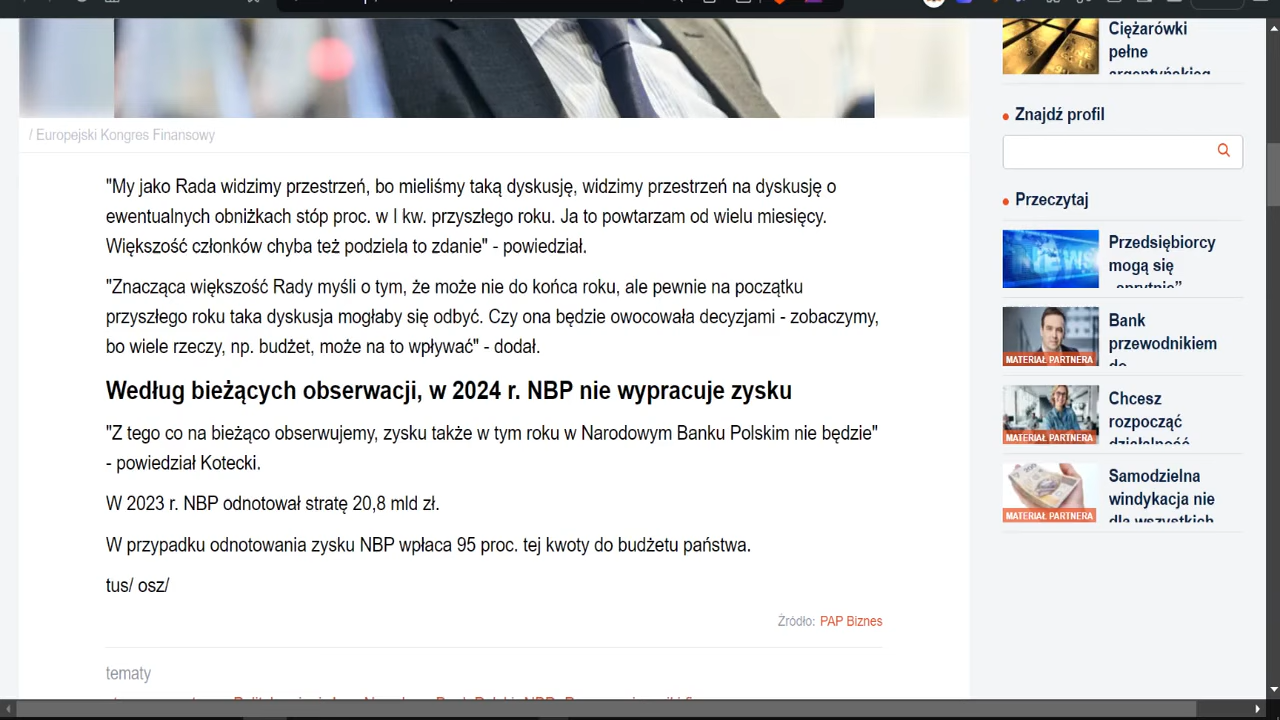 / Europejski Kongres Finansowy
"My jako Rada widzimy przestrzeń, bo mieliśmy taką dyskusję, widzimy przestrzeń na dyskusję o
ewentualnych obniżkach stóp proc. w I kw. przyszłego roku. Ja to powtarzam od wielu miesięcy.
Większość członków chyba też podziela to zdanie" - powiedział.
"Znacząca większość Rady myśli o tym, że może nie do końca roku, ale pewnie na początku
przyszłego roku taka dyskusja mogłaby się odbyć. Czy ona będzie owocowała decyzjami - zobaczymy,
bo wiele rzeczy, np. budżet, może na to wpływać" - dodał.
Według bieżących obserwacji, w 2024 r. NBP nie wypracuje zysku
"Z tego co na bieżąco obserwujemy, zysku także w tym roku w Narodowym Banku Polskim nie będzie"
- powiedział Kotecki.
W 2023 r. NBP odnotował stratę 20,8 mld zł.
W przypadku odnotowania zysku NBP wpłaca 95 proc. tej kwoty do budżetu państwa.
tus/ osz/
Źródło: PAP Biznes
tematy
Ciężarówki
pełne
Znajdź profil
Przeczytaj
Przedsiębiorcy
mogą się
Bank
przewodnikiem
do
MATERIAŁ PARTNERA
Chcesz
rozpocząć
MATERIAŁ PARTNERA
Samodzielna
windykacja nie
dla wszystkich
MATERIAŁ PARTNERA